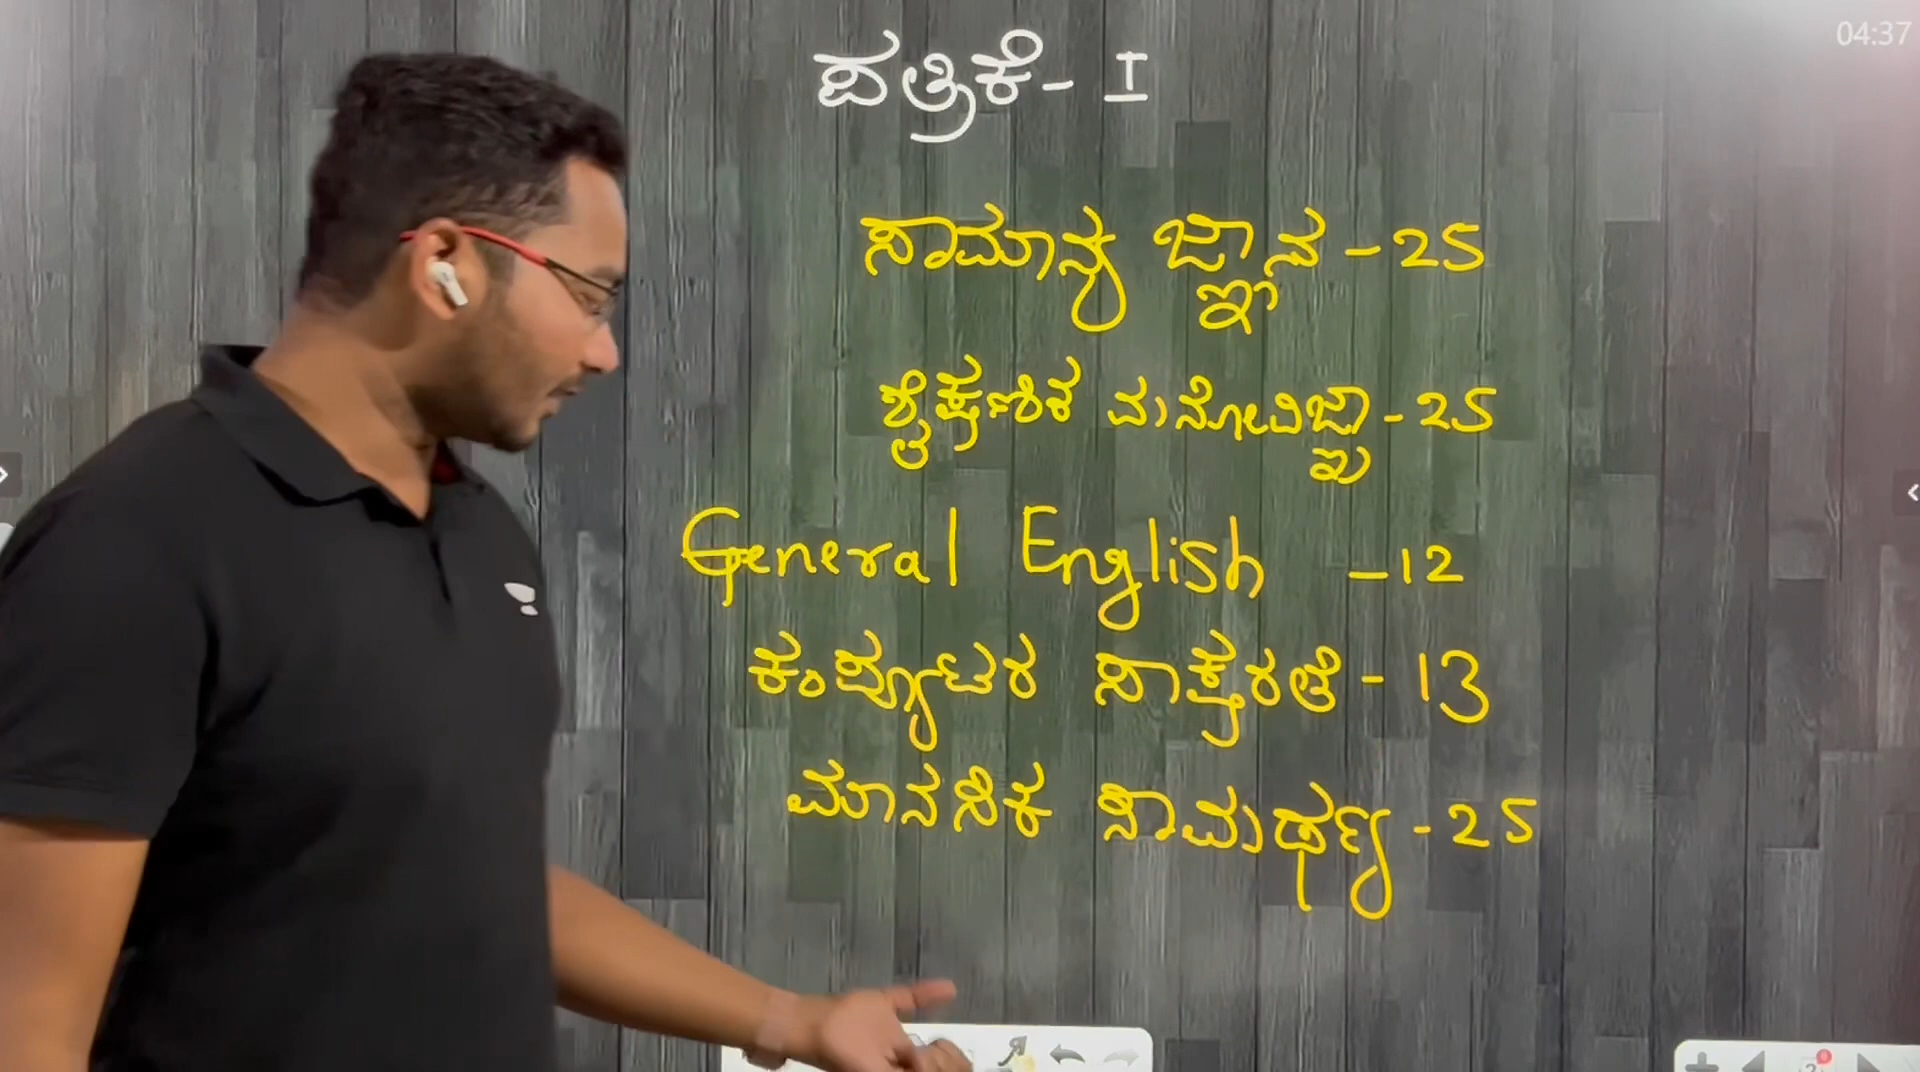 04:37
ಪತ್ರಿಕೆ - I
ಸಾಮಾನ್ಯ ಜ್ಞಾನ - 25
ಶೈಕ್ಷಣಿಕ ಮನೋವಿಜ್ಞಾ - 25
General English - 12
ಕಂಪ್ಯೂಟರ ಸಾಕ್ಷರತೆ - 13
ಮಾನಸಿಕ ಸಾಮರ್ಥ್ಯ - 25